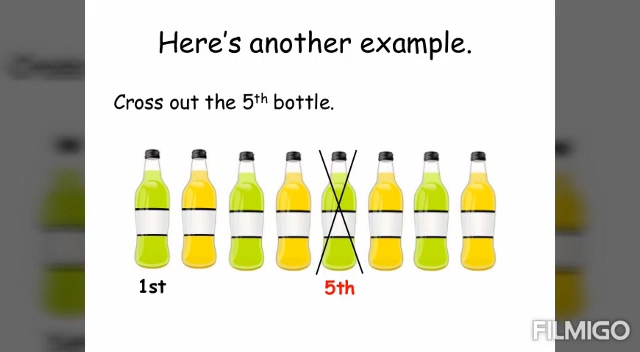 Here's another example.
Cross out the 5th bottle.
1st 5th
FILMIGO